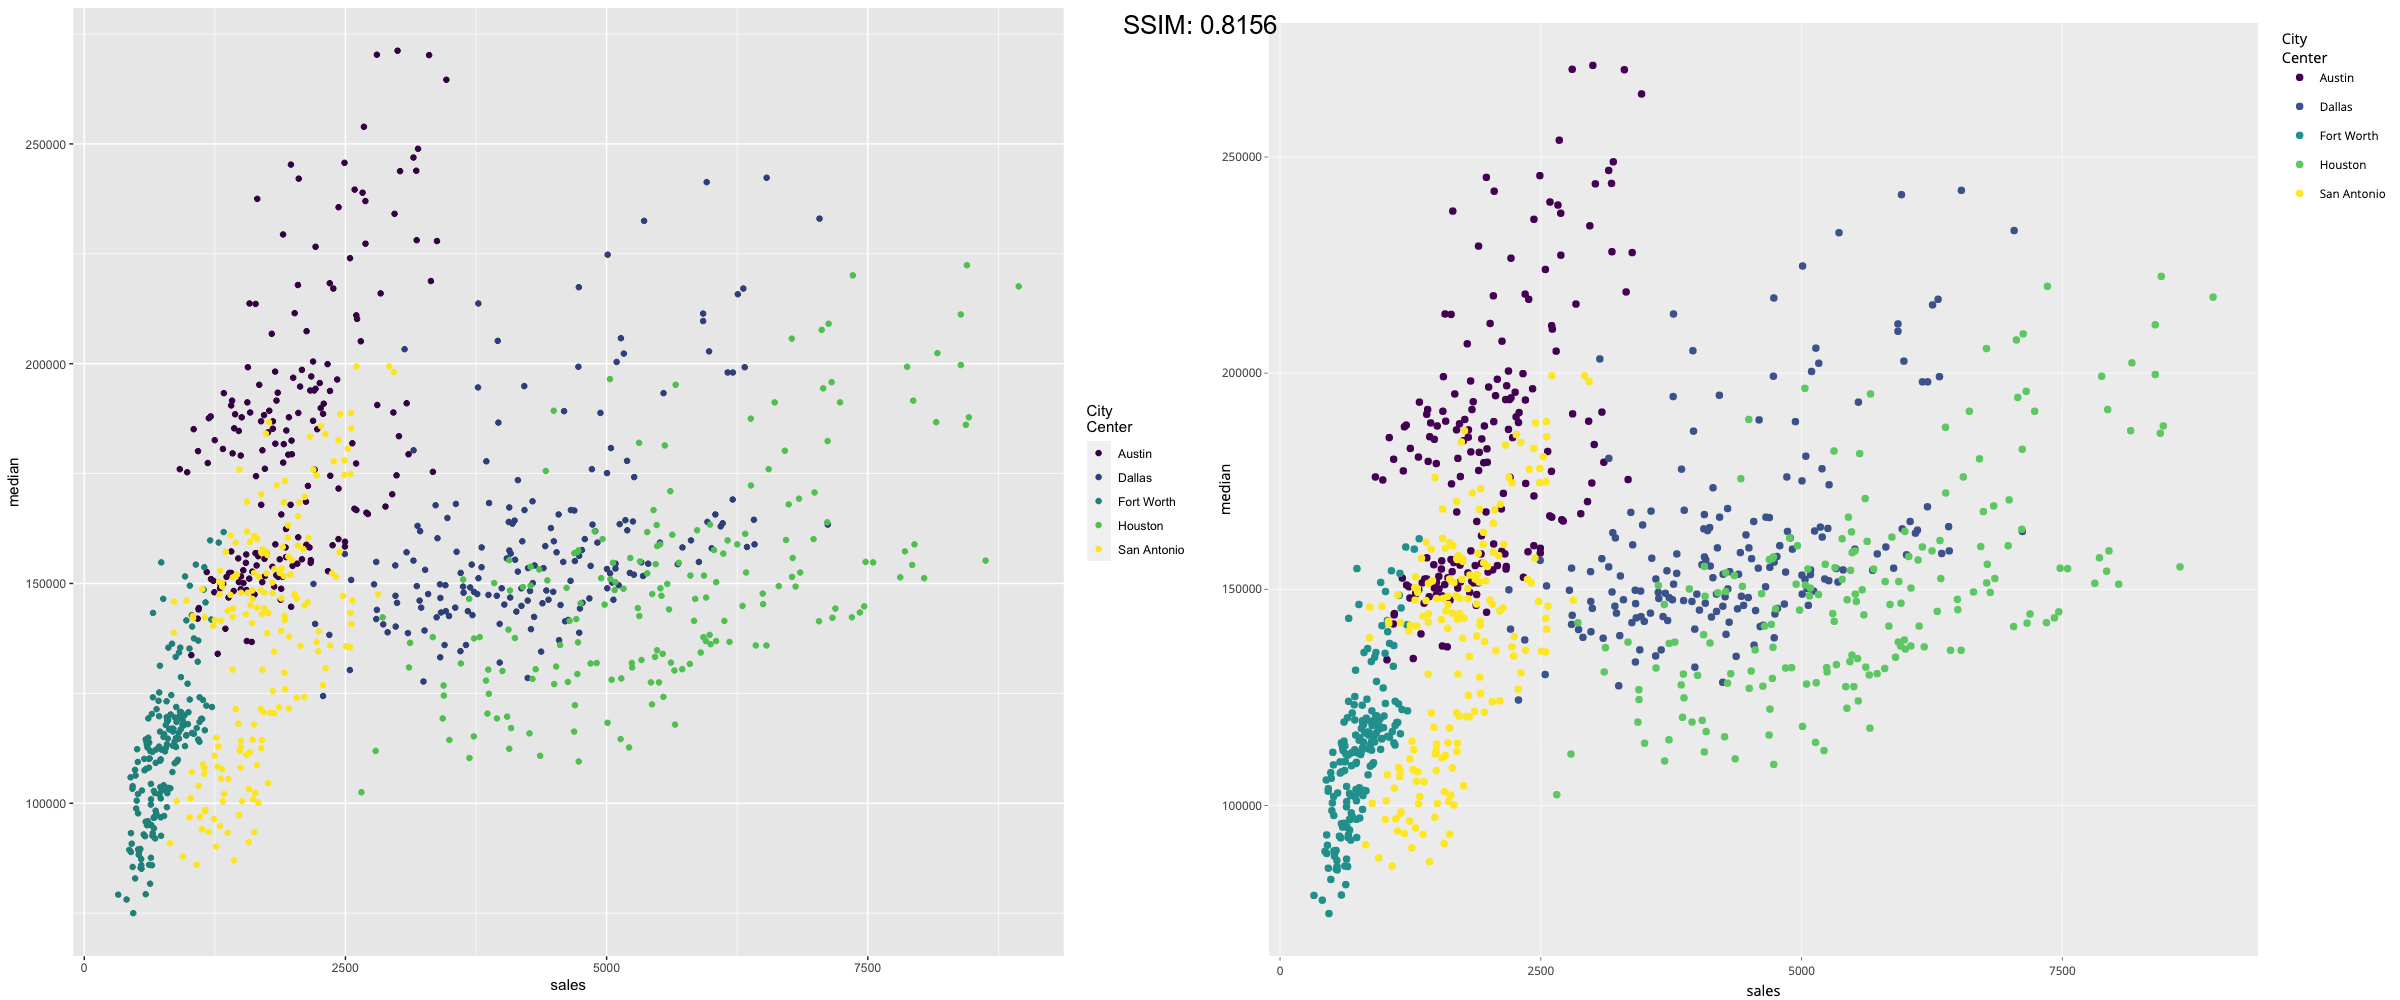 SSIM: 0.8156
median
250000
200000
150000
100000
0
2500
5000
7500
sales
City
Center
Austin
Dallas
Fort Worth
Houston
San Antonio
median
250000
200000
150000
100000
0
2500
5000
7500
sales
City
Center
Austin
Dallas
Fort Worth
Houston
San Antonio